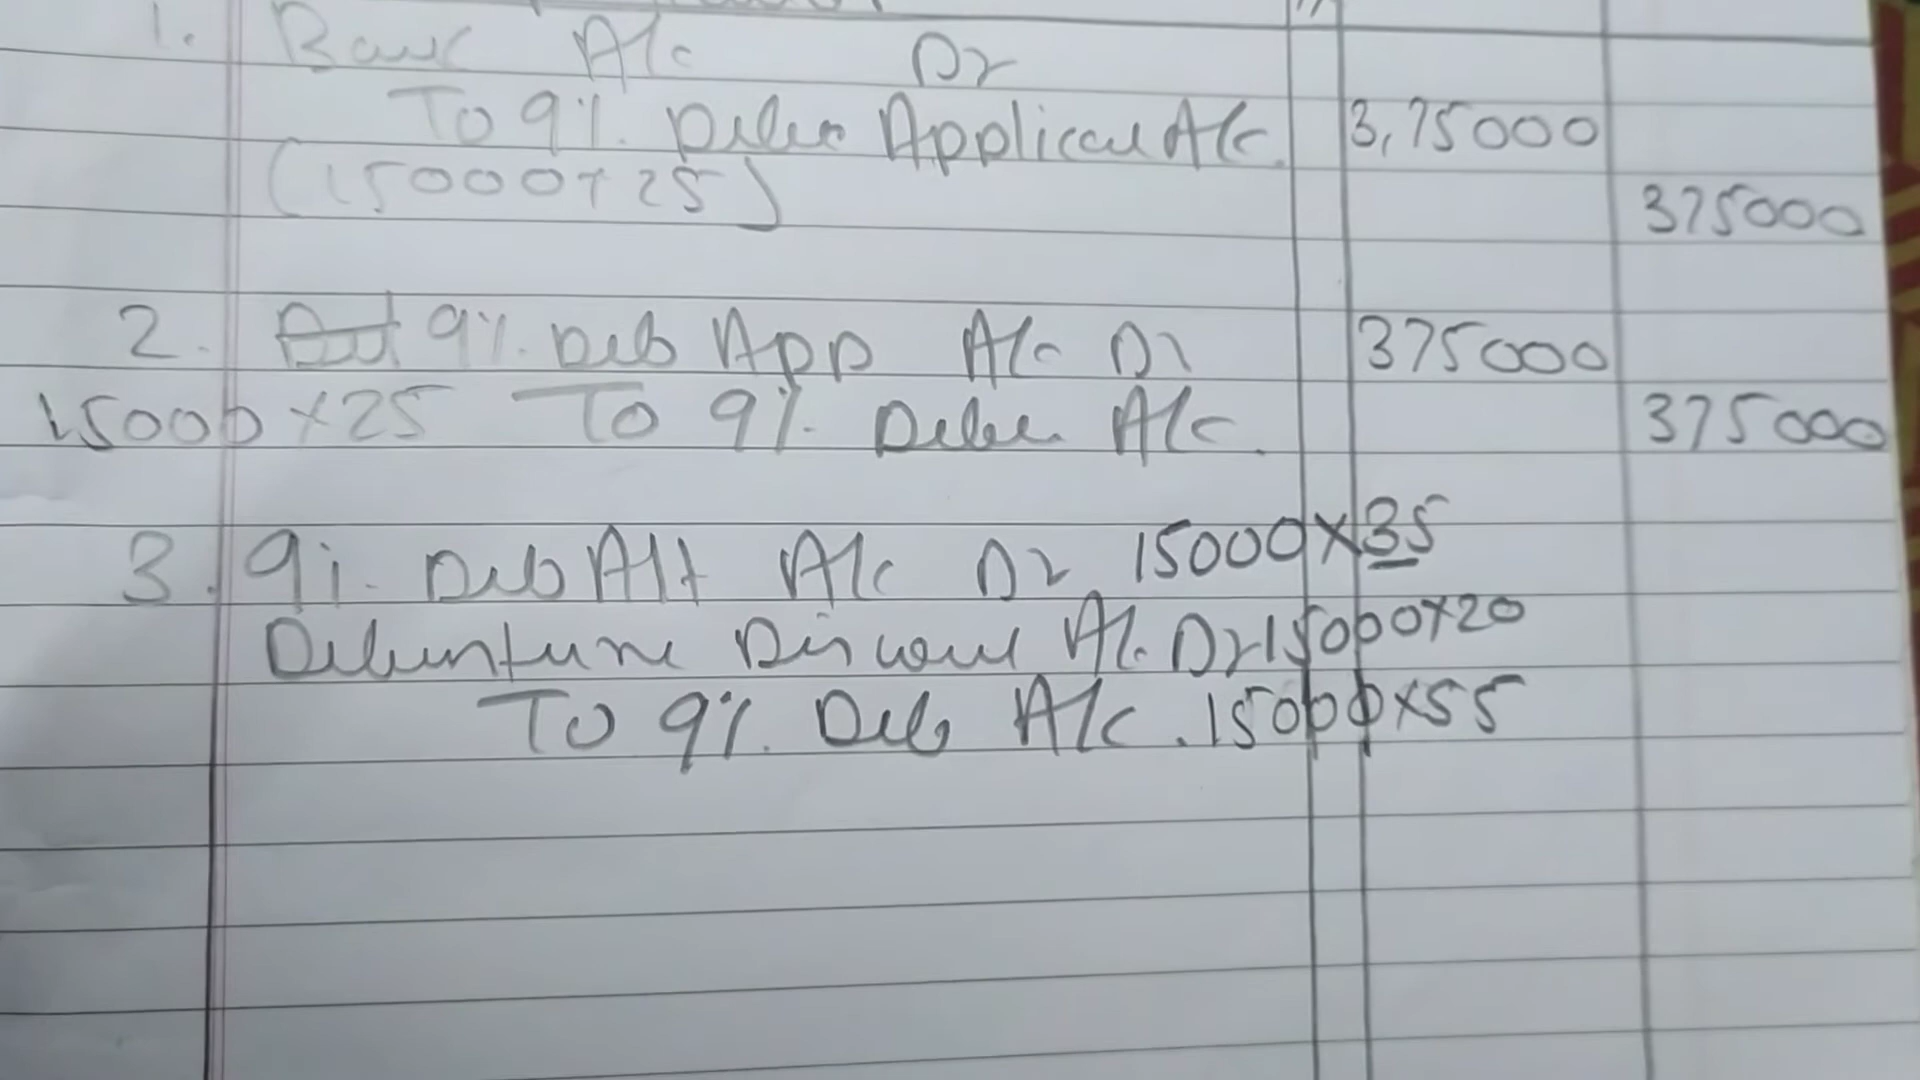 1. Bank A/c Dr
To 9%. Deben Applicau A/c. 3,75000
(15000 x 25) 375000
2. 9%. Deb App A/c Dr 375000
15000 x 25 To 9%. Deben A/c. 375000
3. 9%. Deb Allt A/c Dr 15000 x 35
Debenture Discoul A/c. Dr 15000 x 20
To 9%. Deb A/c. 15000 x 55